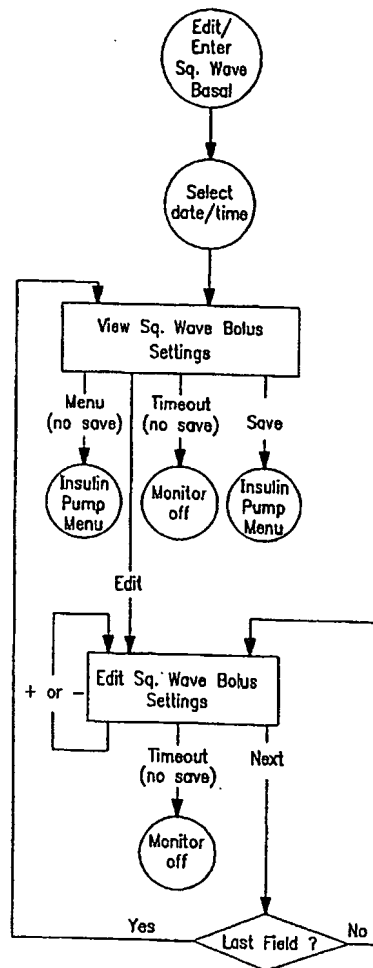 Edit/
Enter
Sq. Wave
Basal
Select
date/time
View Sq. Wave Bolus
Settings
Menu
(no save)
Timeout
(no save)
Save
Insulin
Pump
Menu
Monitor
off
Insulin
Pump
Menu
Edit
+ or -
Edit Sq. Wave Bolus
Settings
Timeout
(no save)
Next
Monitor
off
Yes
Last Field ?
No